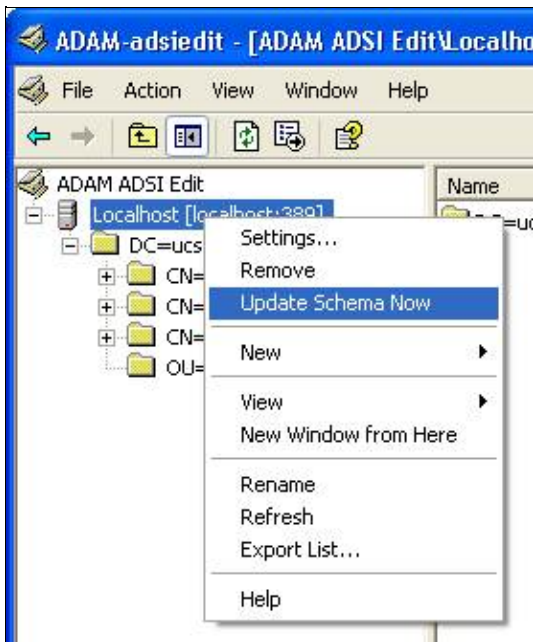 ADAM-adsiedit - [ADAM ADSI Edit\Localho
File Action View Window Help
ADAM ADSI Edit
Name
Localhost [localhost:389]
DC=ucs
CN=
CN=
CN=
OU=
Settings...
Remove
Update Schema Now
New
View
New Window from Here
Rename
Refresh
Export List...
Help